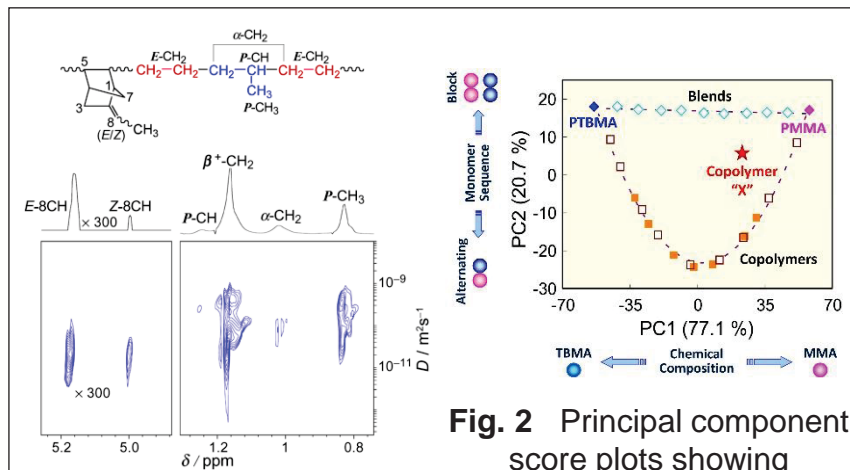 α-CH2
E-CH2 P-CH E-CH2
5
CH2 CH2 CH2 CH CH2 CH2 CH2
1
7
CH3
3
P-CH3
8
(E/Z) CH3
β+-CH2
E-8CH
Z-8CH
× 300
P-CH
α-CH2
P-CH3
10-9
10-11
D / m2s-1
× 300
5.2 5.0 1.2 1 0.8
δ / ppm
Block
Monomer
Sequence
Alternating
PC2 (20.7 %)
30
20
10
0
-10
-20
-30
Blends
PTBMA
PMMA
Copolymer
"X"
Copolymers
-70 -35 0 35 70
PC1 (77.1 %)
TBMA
Chemical
Composition
MMA
Fig. 2 Principal component
score plots showing